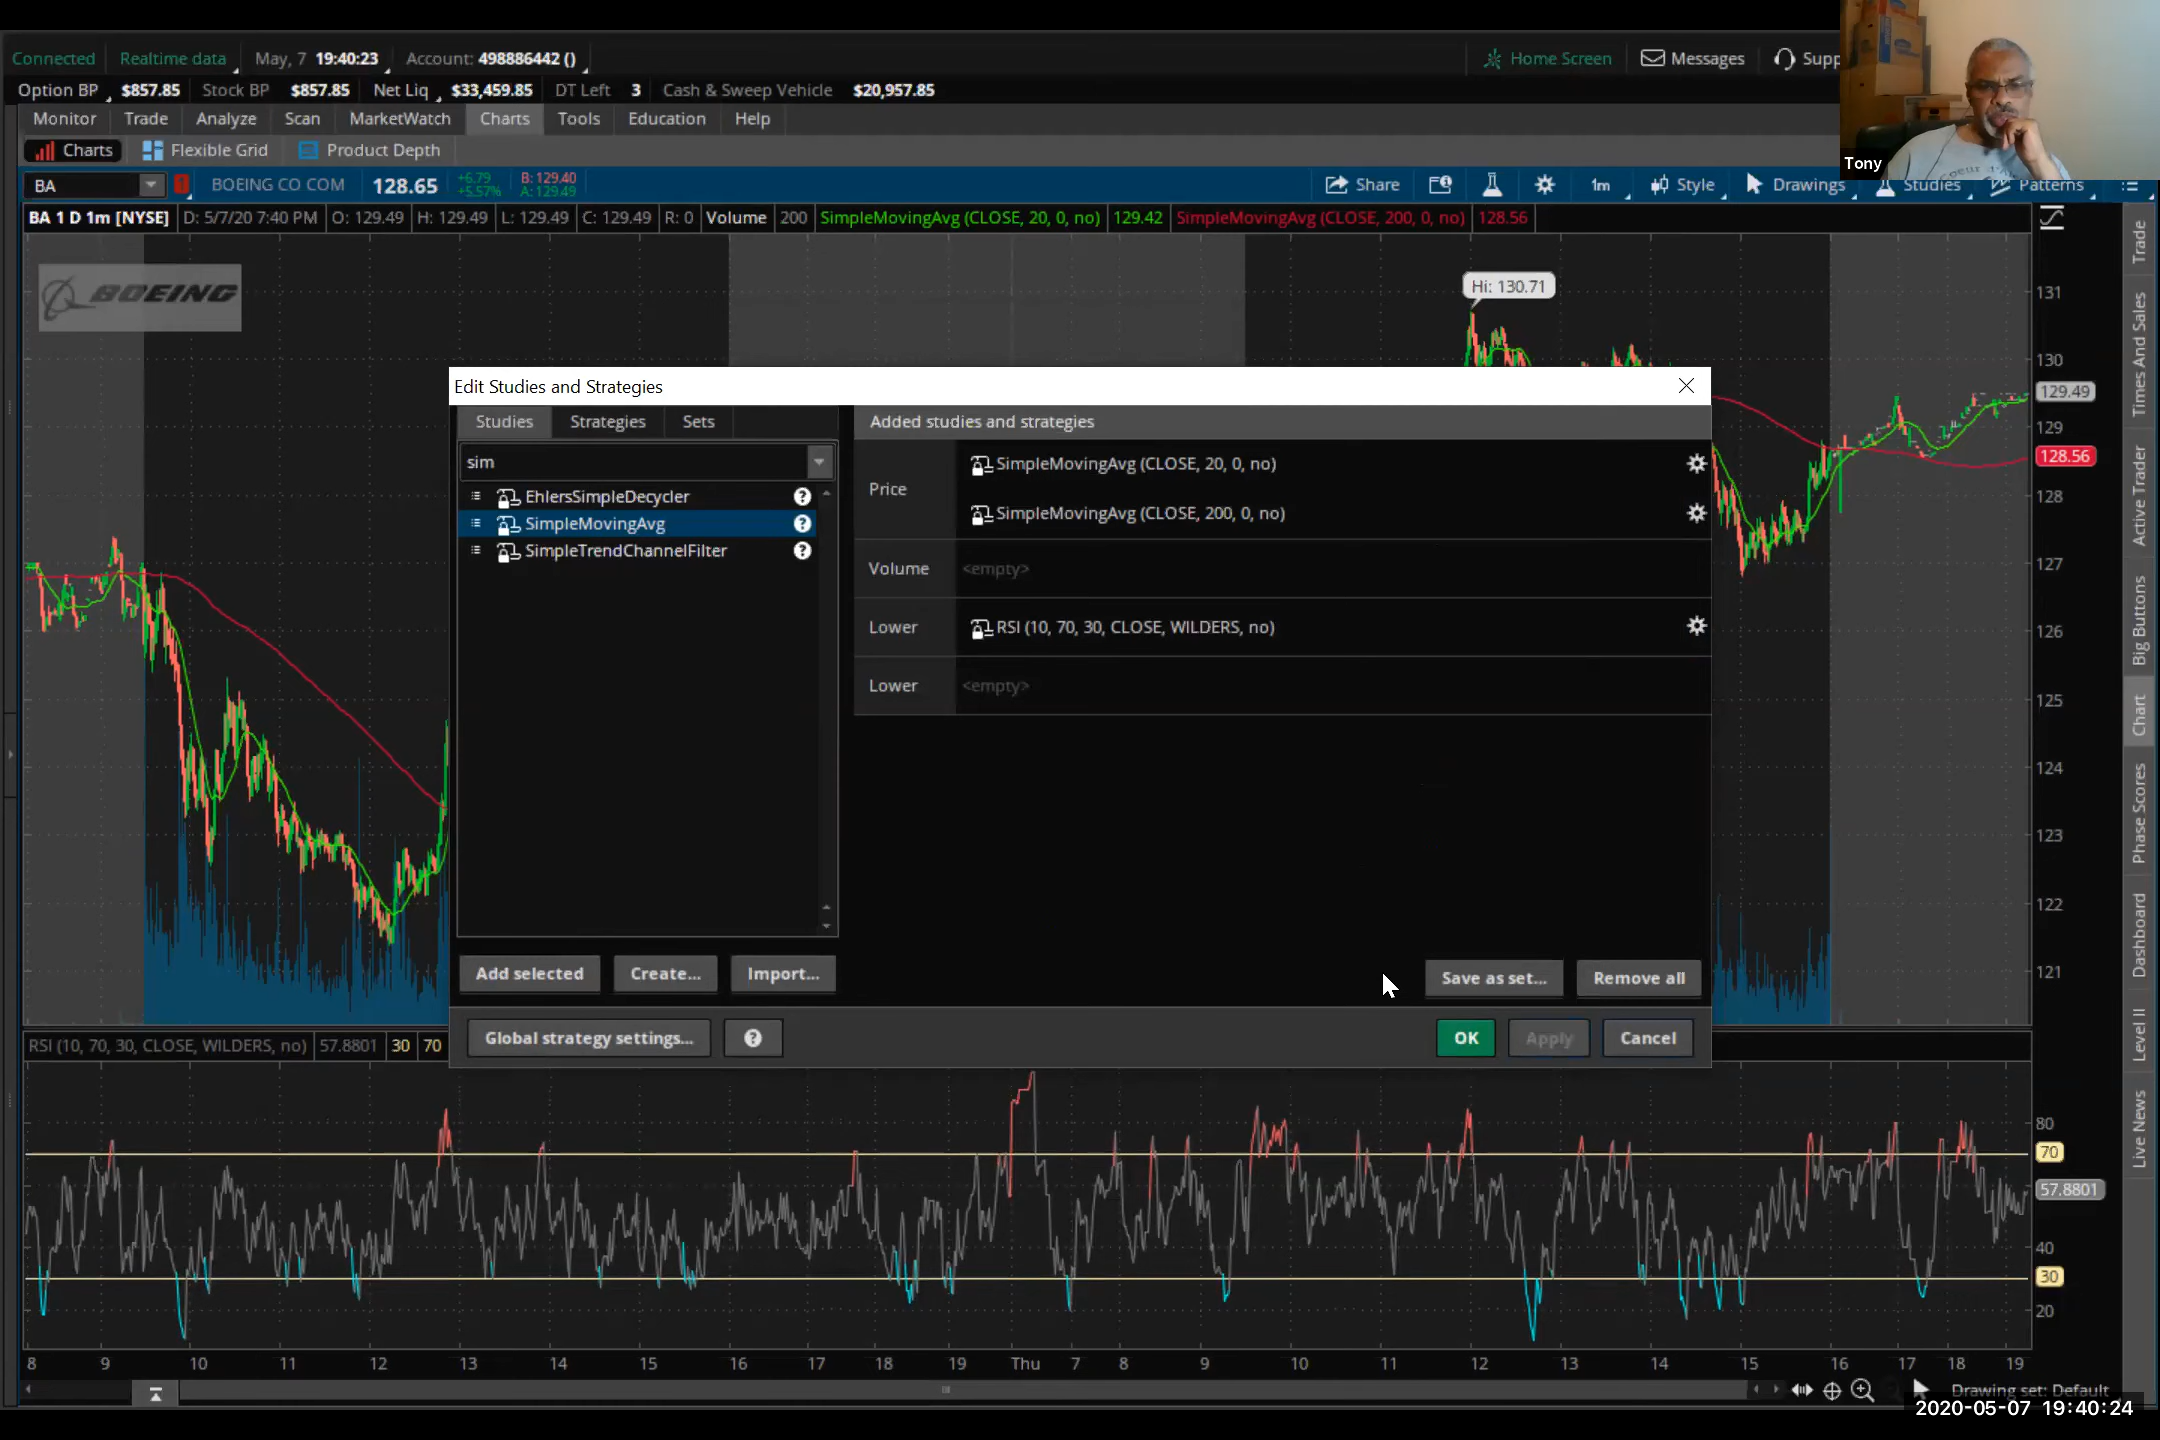 Connected Realtime data May, 7 19:40:23 Account: 498886442 () Home Screen Messages Supp
Option BP $857.85 Stock BP $857.85 Net Liq $33,459.85 DT Left 3 Cash & Sweep Vehicle $20,957.85
Monitor Trade Analyze Scan MarketWatch Charts Tools Education Help
Charts Flexible Grid Product Depth
Tony
BA 1 BOEING CO COM 128.65 +6.79 +5.57% B: 129.40 A: 129.49 Share 1m Style Drawings Studies Patterns
BA 1 D 1m [NYSE] D: 5/7/20 7:40 PM O: 129.49 H: 129.49 L: 129.49 C: 129.49 R: 0 Volume 200 SimpleMovingAvg (CLOSE, 20, 0, no) 129.42 SimpleMovingAvg (CLOSE, 200, 0, no) 128.56
BOEING
Hi: 130.71
Edit Studies and Strategies
Studies Strategies Sets
sim
EhlersSimpleDecycler
SimpleMovingAvg
SimpleTrendChannelFilter
Add selected Create... Import...
Added studies and strategies
Price
SimpleMovingAvg (CLOSE, 20, 0, no)
SimpleMovingAvg (CLOSE, 200, 0, no)
Volume <empty>
Lower RSI (10, 70, 30, CLOSE, WILDERS, no)
Lower <empty>
Save as set... Remove all
Global strategy settings... ? OK Apply Cancel
131
130
129.49
129
128.56
128
127
126
125
124
123
122
121
Trade
Times And Sales
Active Trader
Big Buttons
Chart
Phase Scores
Dashboard
Level II
Live News
RSI (10, 70, 30, CLOSE, WILDERS, no) 57.8801 30 70
80
70
57.8801
40
30
20
8 9 10 11 12 13 14 15 16 17 18 19 Thu 7 8 9 10 11 12 13 14 15 16 17 18 19
Drawing set: Default
2020-05-07 19:40:24